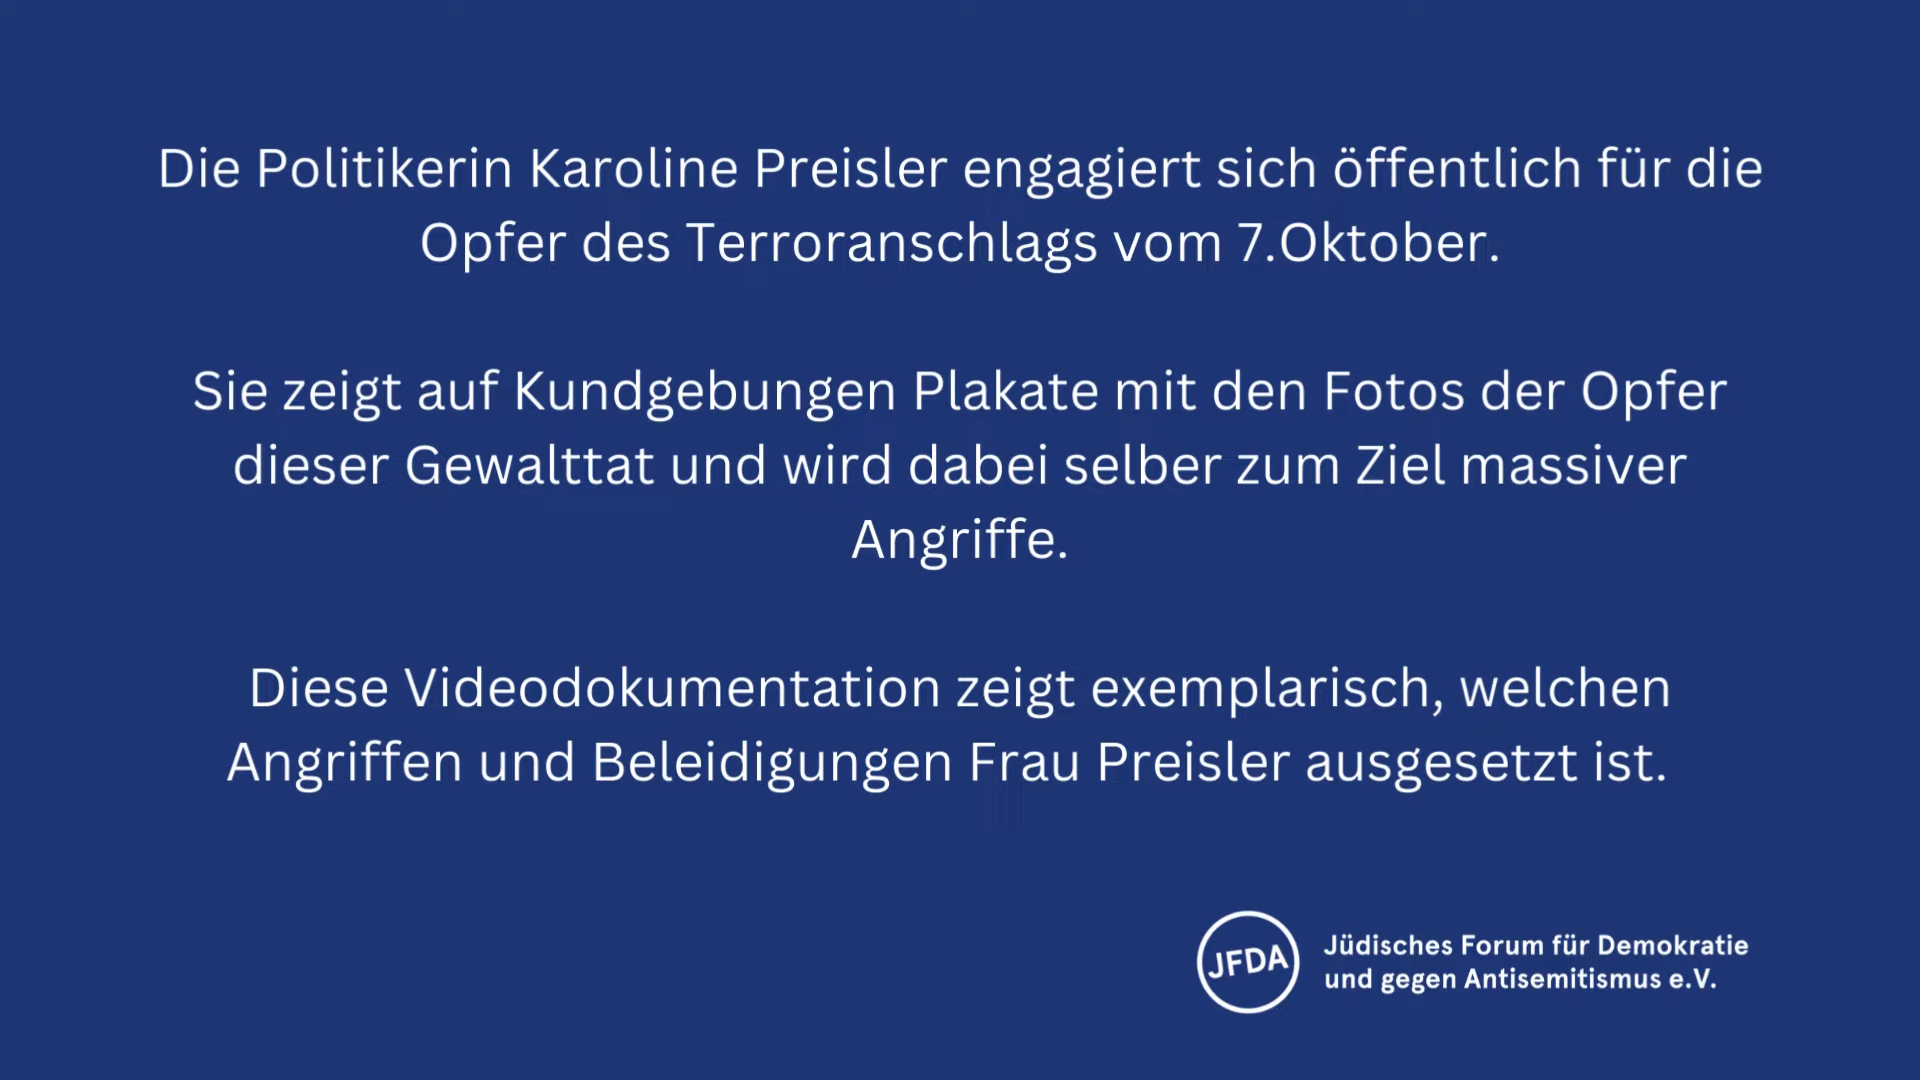 Die Politikerin Karoline Preisler engagiert sich öffentlich für die
Opfer des Terroranschlags vom 7.Oktober.
Sie zeigt auf Kundgebungen Plakate mit den Fotos der Opfer
dieser Gewalttat und wird dabei selber zum Ziel massiver
Angriffe.
Diese Videodokumentation zeigt exemplarisch, welchen
Angriffen und Beleidigungen Frau Preisler ausgesetzt ist.
JFDA
Jüdisches Forum für Demokratie
und gegen Antisemitismus e.V.